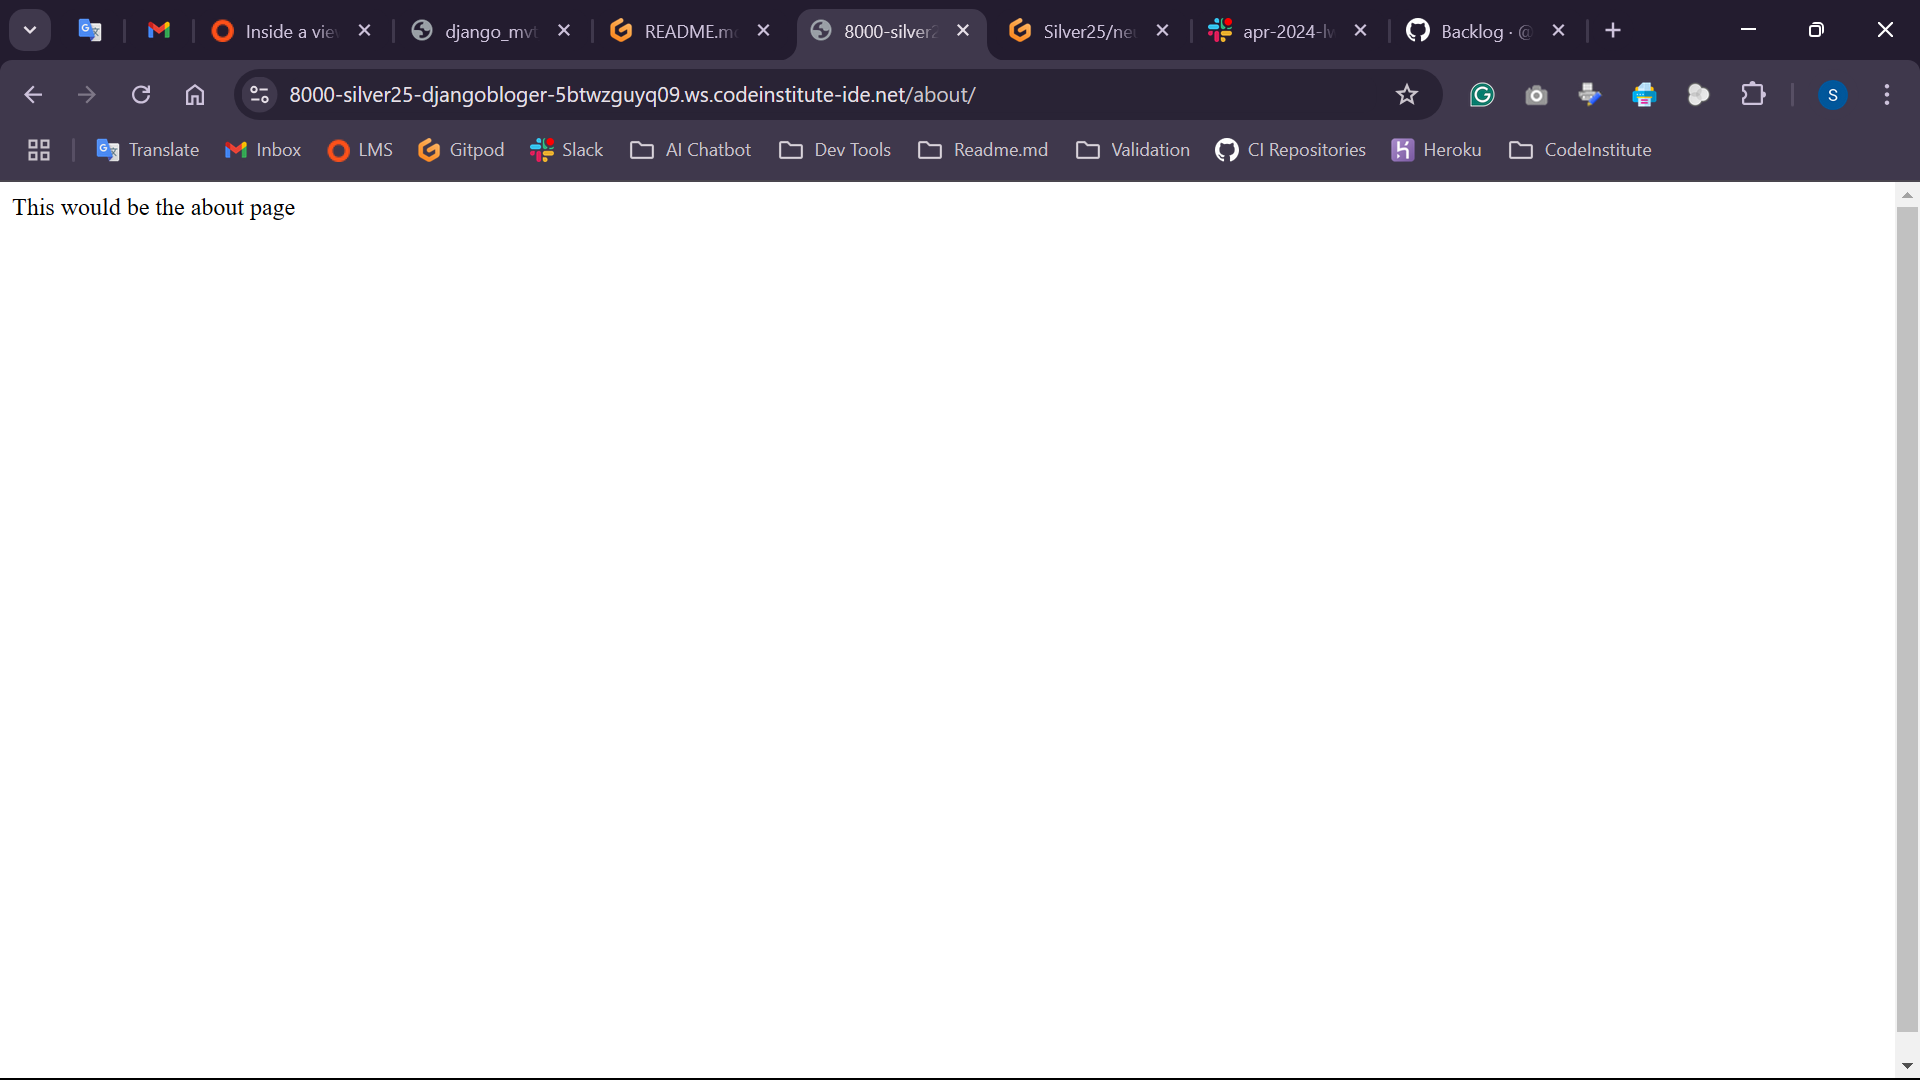 Inside a vie
django_mvt
README.m
8000-silver2
Silver25/neu
apr-2024-lw
Backlog · @
8000-silver25-djangobloger-5btwzguyq09.ws.codeinstitute-ide.net/about/
S
Translate
Inbox
LMS
Gitpod
Slack
AI Chatbot
Dev Tools
Readme.md
Validation
CI Repositories
Heroku
CodeInstitute
This would be the about page